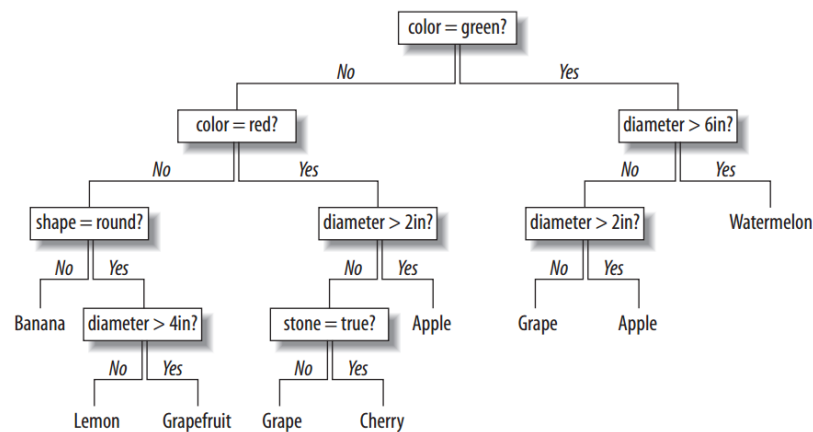 color = green?
No
Yes
color = red?
diameter > 6in?
No
Yes
No
Yes
shape = round?
diameter > 2in?
diameter > 2in?
Watermelon
No
Yes
No
Yes
No
Yes
Banana
diameter > 4in?
stone = true?
Apple
Grape
Apple
No
Yes
No
Yes
Lemon
Grapefruit
Grape
Cherry